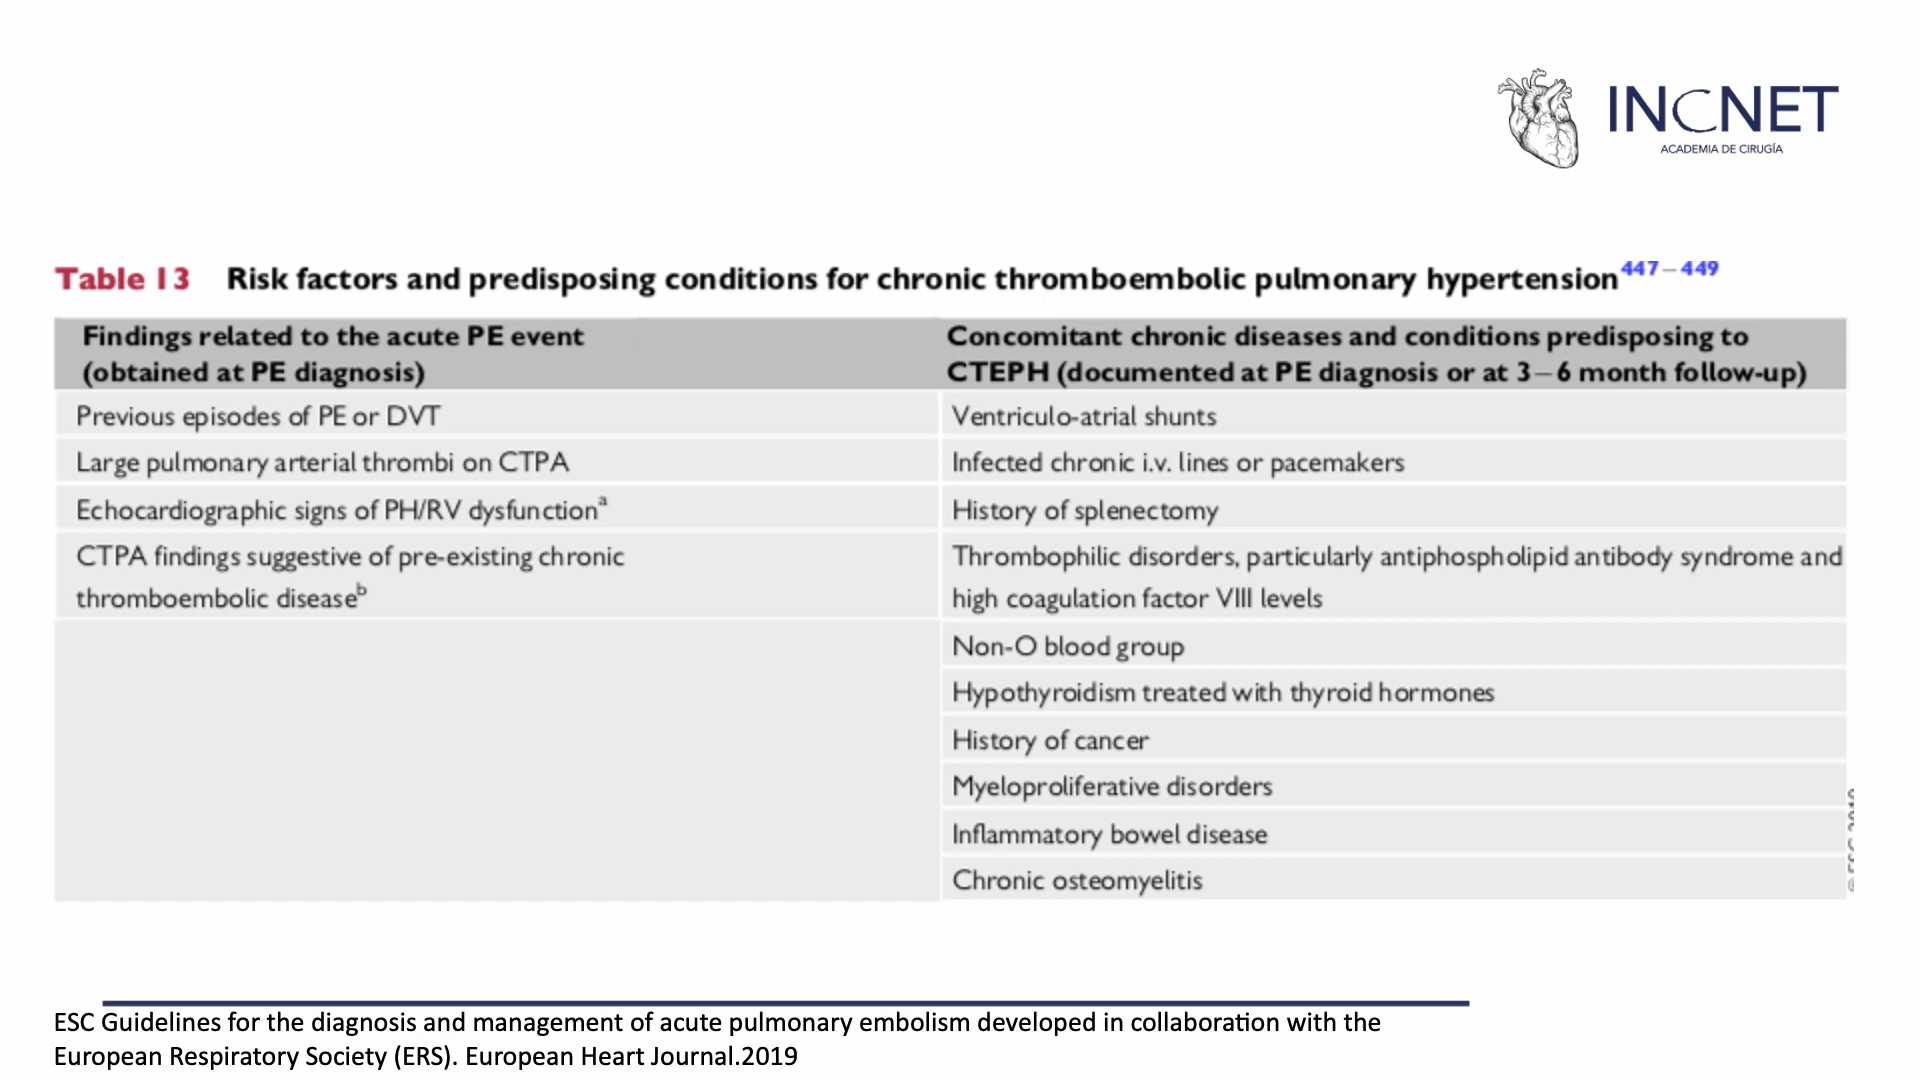 INCNET
ACADEMIA DE CIRUGÍA
Table 13 Risk factors and predisposing conditions for chronic thromboembolic pulmonary hypertension447–449
Findings related to the acute PE event
(obtained at PE diagnosis)
Concomitant chronic diseases and conditions predisposing to
CTEPH (documented at PE diagnosis or at 3–6 month follow-up)
Previous episodes of PE or DVT
Ventriculo-atrial shunts
Large pulmonary arterial thrombi on CTPA
Infected chronic i.v. lines or pacemakers
Echocardiographic signs of PH/RV dysfunctiona
History of splenectomy
CTPA findings suggestive of pre-existing chronic
thromboembolic diseaseb
Thrombophilic disorders, particularly antiphospholipid antibody syndrome and
high coagulation factor VIII levels
Non-O blood group
Hypothyroidism treated with thyroid hormones
History of cancer
Myeloproliferative disorders
Inflammatory bowel disease
Chronic osteomyelitis
ESC Guidelines for the diagnosis and management of acute pulmonary embolism developed in collaboration with the
European Respiratory Society (ERS). European Heart Journal.2019